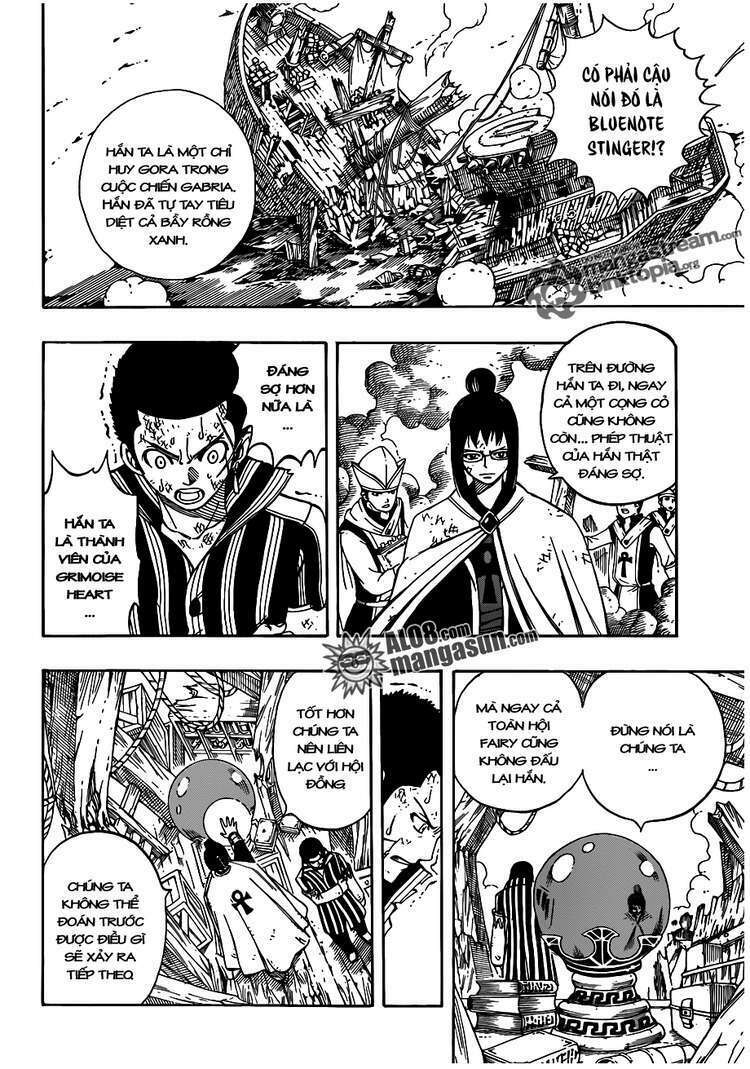 CÓ PHẢI CẬU
NÓI ĐÓ LÀ
BLUENOTE
STINGER!?
HẮN TA LÀ MỘT CHỈ
HUY GORA TRONG
CUỘC CHIẾN GABRIA.
HẮN ĐÃ TỰ TAY TIÊU
DIỆT CẢ BẦY RỒNG
XANH.
mangastream.com
TRÊN ĐƯỜNG
HẮN TA ĐI, NGAY
CẢ MỘT CỌNG CỎ
CŨNG KHÔNG
CÒN... PHÉP THUẬT
CỦA HẮN THẬT
ĐÁNG SỢ.
ĐÁNG
SỢ HƠN
NỮA LÀ
...
HẮN TA
LÀ THÀNH
VIÊN CỦA
GRIMOISE
HEART
...
ALO8.com
mangasun.com
ĐỪNG NÓI LÀ
CHÚNG TA
...
MÀ NGAY CẢ
TOÀN HỘI
FAIRY CŨNG
KHÔNG ĐẤU
LẠI HẮN.
TỐT HƠN
CHÚNG TA
NÊN LIÊN
LẠC VỚI HỘI
ĐỒNG
CHÚNG TA
KHÔNG THỂ
ĐOÁN TRƯỚC
ĐƯỢC ĐIỀU GÌ
SẼ XẢY RA
TIẾP THEO.